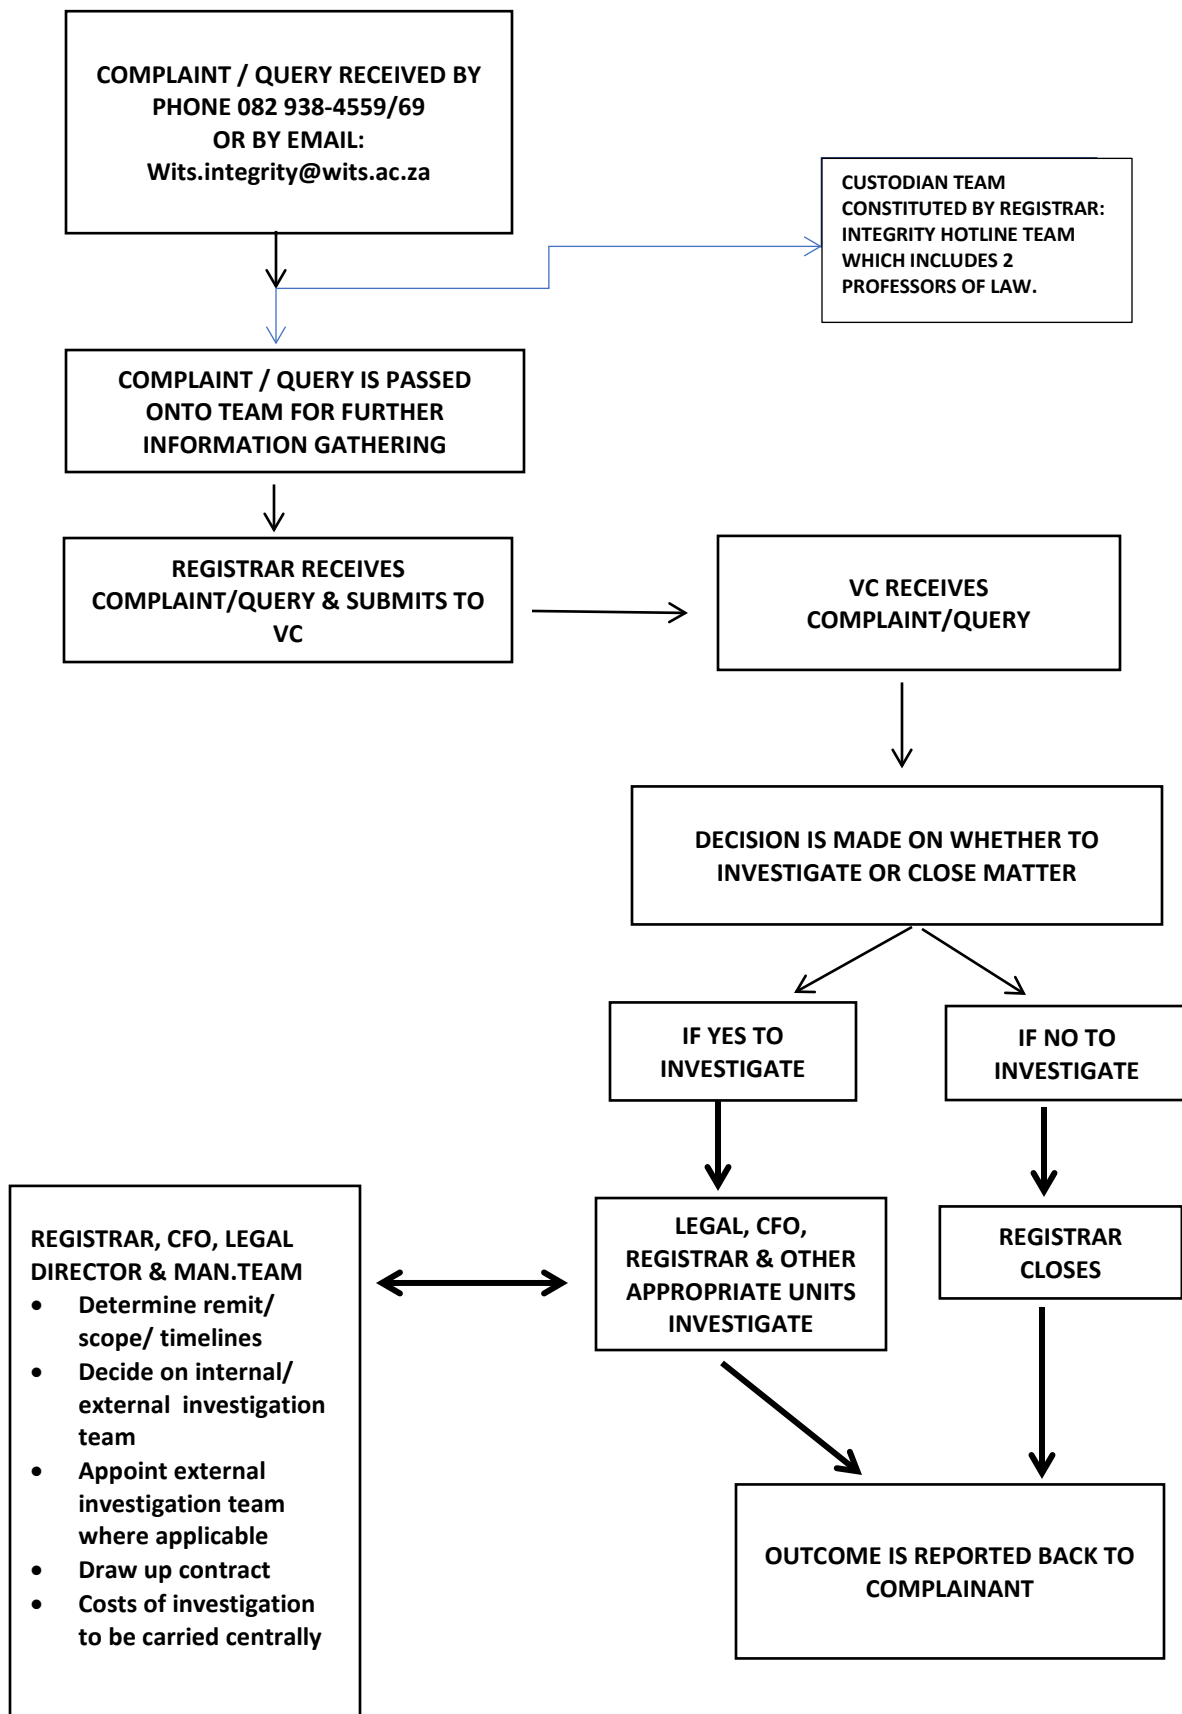 COMPLAINT / QUERY RECEIVED BY
PHONE 082 938-4559/69
OR BY EMAIL:
Wits.integrity@wits.ac.za
CUSTODIAN TEAM
CONSTITUTED BY REGISTRAR:
INTEGRITY HOTLINE TEAM
WHICH INCLUDES 2
PROFESSORS OF LAW.
COMPLAINT / QUERY IS PASSED
ONTO TEAM FOR FURTHER
INFORMATION GATHERING
REGISTRAR RECEIVES
COMPLAINT/QUERY & SUBMITS TO
VC
VC RECEIVES
COMPLAINT/QUERY
DECISION IS MADE ON WHETHER TO
INVESTIGATE OR CLOSE MATTER
IF YES TO
INVESTIGATE
IF NO TO
INVESTIGATE
LEGAL, CFO,
REGISTRAR & OTHER
APPROPRIATE UNITS
INVESTIGATE
REGISTRAR
CLOSES
REGISTRAR, CFO, LEGAL
DIRECTOR & MAN.TEAM
• Determine remit/
scope/ timelines
• Decide on internal/
external investigation
team
• Appoint external
investigation team
where applicable
• Draw up contract
• Costs of investigation
to be carried centrally
OUTCOME IS REPORTED BACK TO
COMPLAINANT